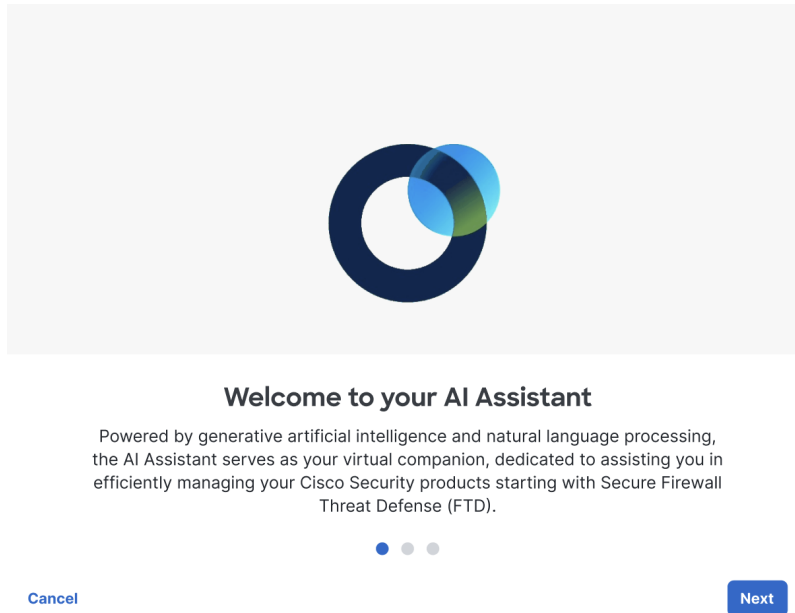 Welcome to your AI Assistant
Powered by generative artificial intelligence and natural language processing,
the AI Assistant serves as your virtual companion, dedicated to assisting you in
efficiently managing your Cisco Security products starting with Secure Firewall
Threat Defense (FTD).
Cancel
Next